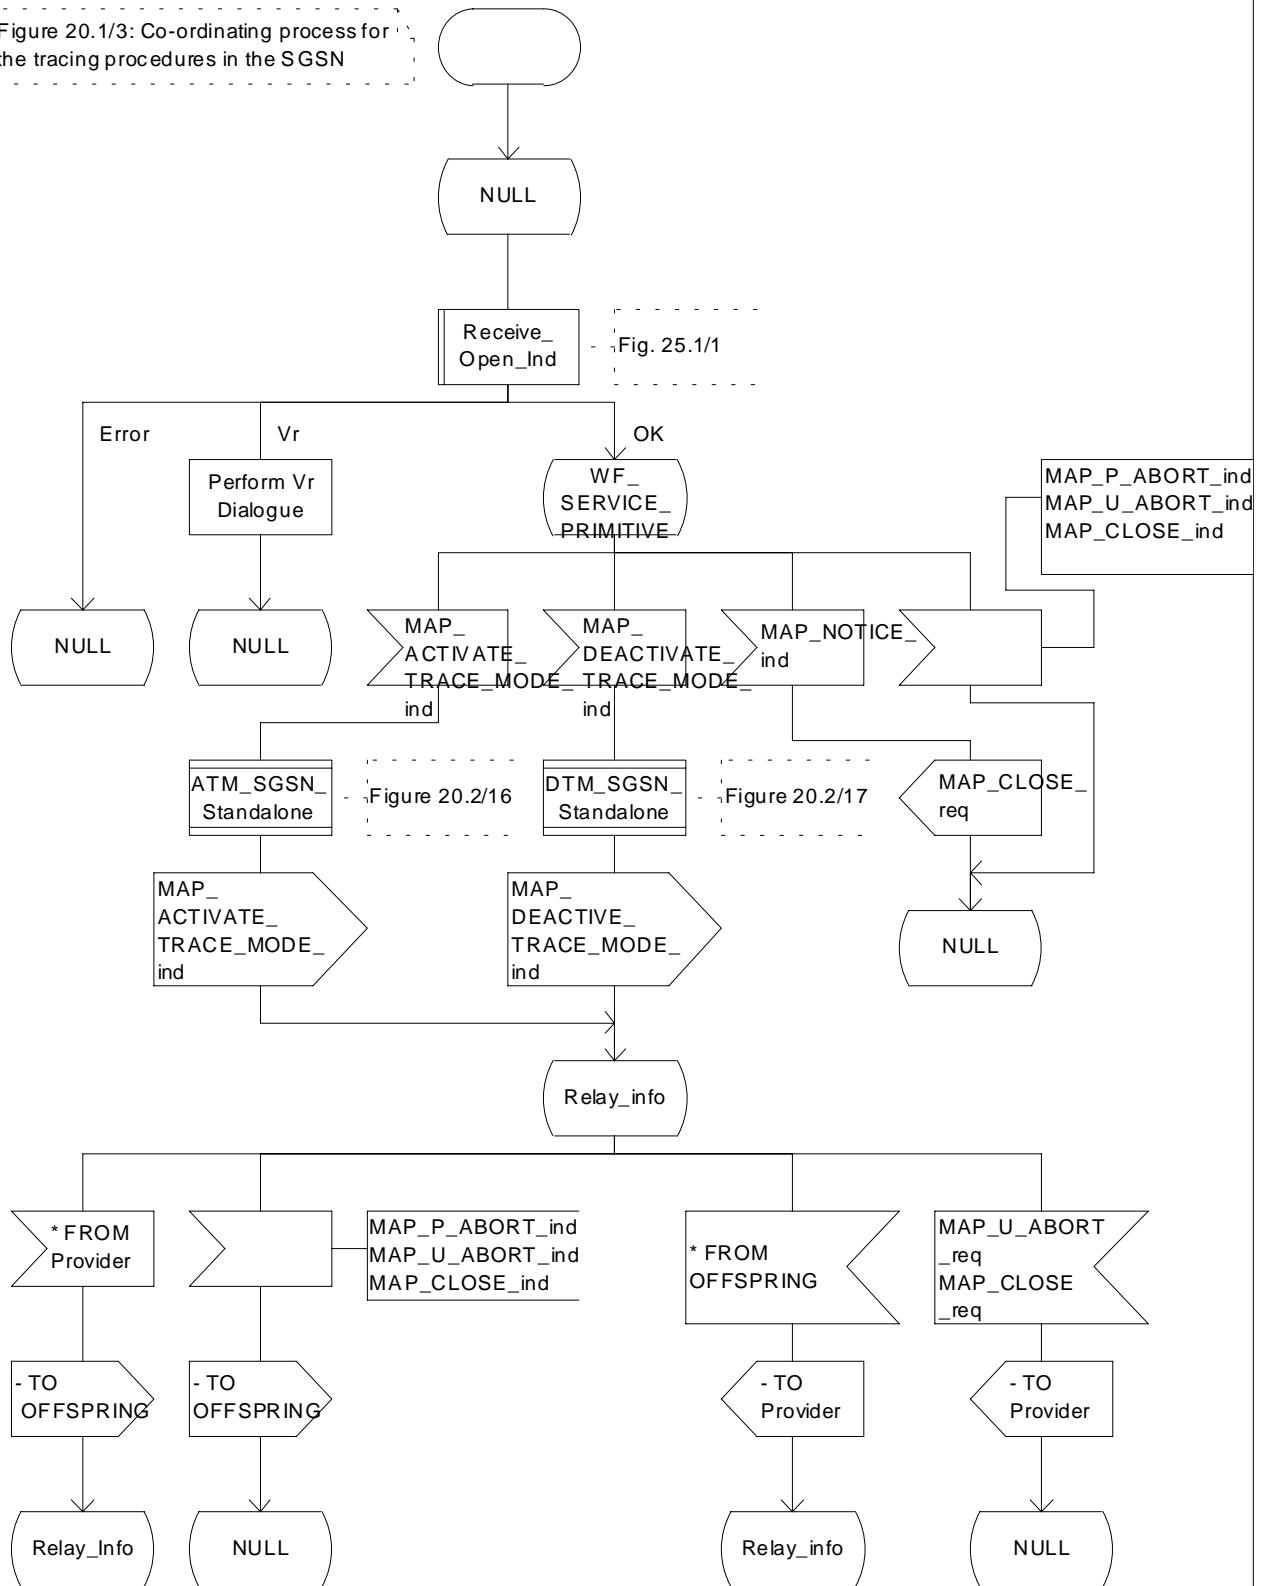 Figure 20.1/3: Co-ordinating process for
the tracing procedures in the SGSN
NULL
Receive_
Open_Ind
Fig. 25.1/1
Error
Vr
OK
Perform Vr
Dialogue
WF_
SERVICE_
PRIMITIVE
MAP_P_ABORT_ind
MAP_U_ABORT_ind
MAP_CLOSE_ind
NULL
NULL
MAP_
ACTIVATE_
TRACE_MODE_
ind
MAP_
DEACTIVATE_
TRACE_MODE_
ind
MAP_NOTICE_
ind
ATM_SGSN_
Standalone
Figure 20.2/16
DTM_SGSN_
Standalone
Figure 20.2/17
MAP_CLOSE_
req
MAP_
ACTIVATE_
TRACE_MODE_
ind
MAP_
DEACTIVE_
TRACE_MODE_
ind
NULL
Relay_info
* FROM
Provider
MAP_P_ABORT_ind
MAP_U_ABORT_ind
MAP_CLOSE_ind
* FROM
OFFSPRING
MAP_U_ABORT
_req
MAP_CLOSE
_req
- TO
OFFSPRING
- TO
OFFSPRING
- TO
Provider
- TO
Provider
Relay_Info
NULL
Relay_info
NULL